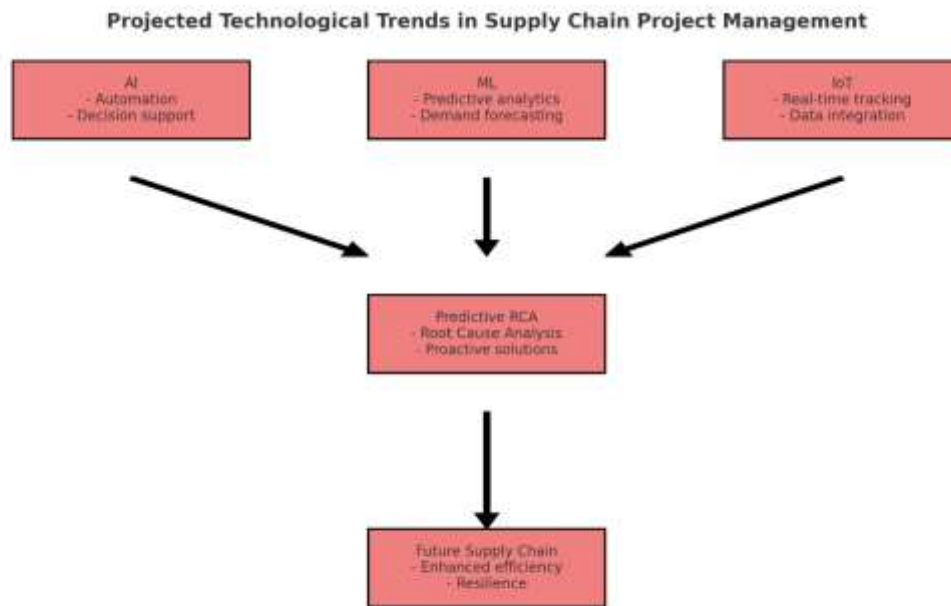 Projected Technological Trends in Supply Chain Project Management
AI
- Automation
- Decision support
ML
- Predictive analytics
- Demand forecasting
IoT
- Real-time tracking
- Data integration
Predictive RCA
- Root Cause Analysis
- Proactive solutions
Future Supply Chain
- Enhanced efficiency
- Resilience